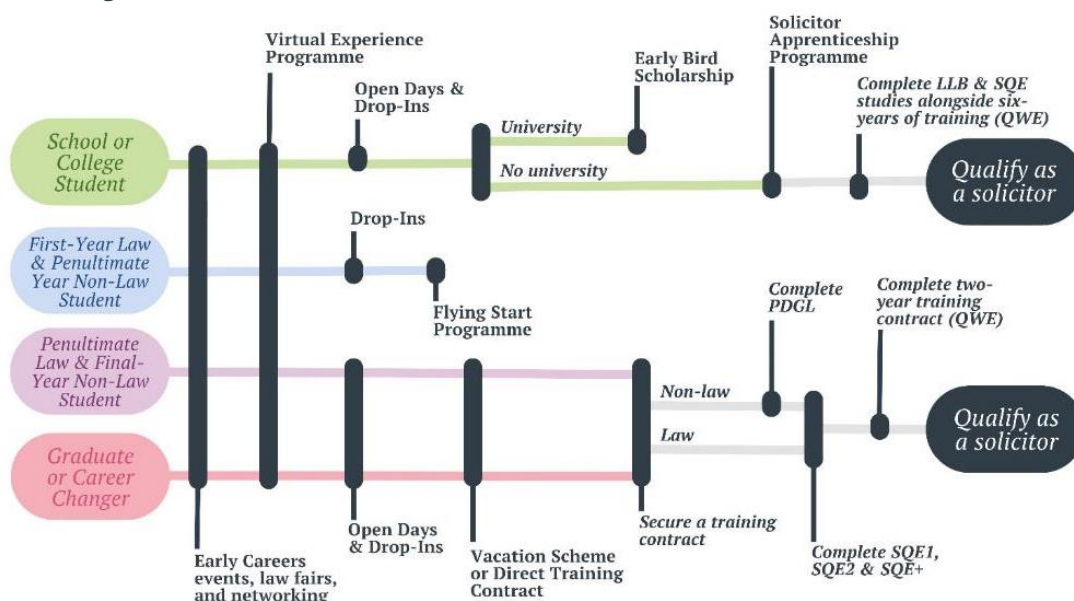 Virtual Experience
Programme
Open Days &
Drop-Ins
Early Bird
Scholarship
Solicitor
Apprenticeship
Programme
Complete LLB & SQE
studies alongside six-
years of training (QWE)
School or
College
Student
University
No university
Qualify as
a solicitor
First-Year Law
& Penultimate
Year Non-Law
Student
Drop-Ins
Flying Start
Programme
Complete
PDGL
Complete two-
year training
contract (QWE)
Penultimate
Law & Final-
Year Non-Law
Student
Non-law
Law
Qualify as
a solicitor
Graduate
or Career
Changer
Early Careers
events, law fairs,
and networking
Open Days
& Drop-Ins
Vacation Scheme
or Direct Training
Contract
Secure a training
contract
Complete SQE1,
SQE2 & SQE+